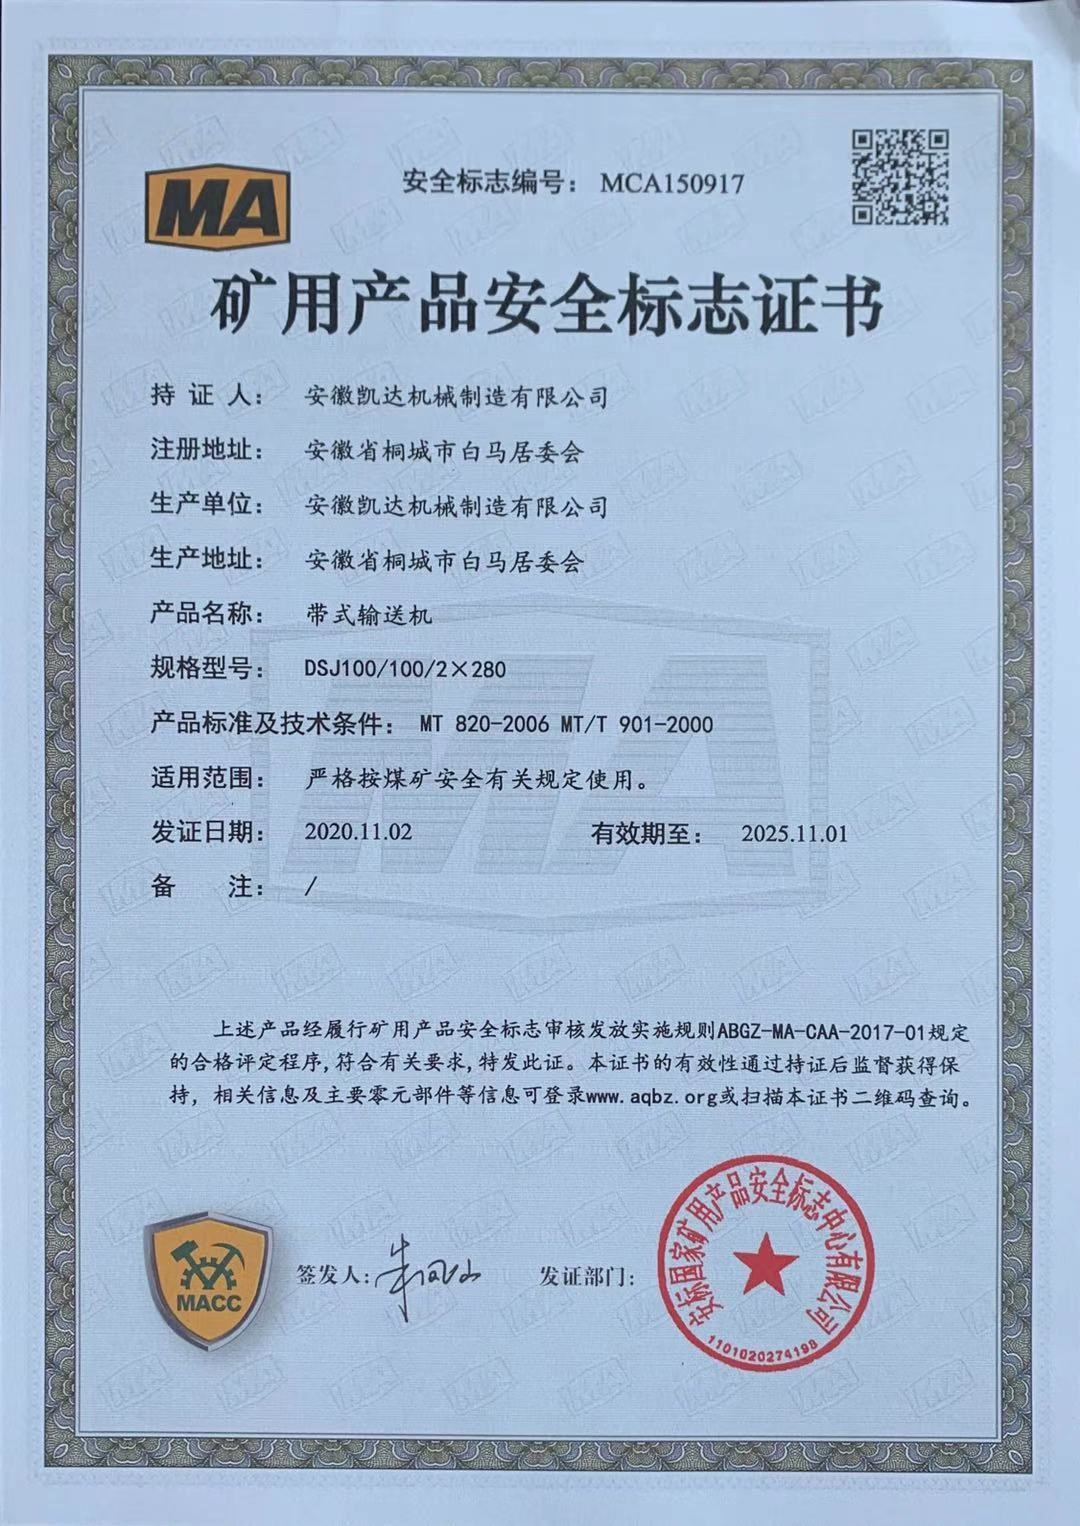 MA
安全标志编号： MCA150917
矿用产品安全标志证书
持 证 人： 安徽凯达机械制造有限公司
注册地址： 安徽省桐城市白马居委会
生产单位： 安徽凯达机械制造有限公司
生产地址： 安徽省桐城市白马居委会
产品名称： 带式输送机
规格型号： DSJ100/100/2×280
产品标准及技术条件： MT 820-2006 MT/T 901-2000
适用范围： 严格按煤矿安全有关规定使用。
发证日期： 2020.11.02 有效期至： 2025.11.01
备 注： /
上述产品经履行矿用产品安全标志审核发放实施规则ABGZ-MA-CAA-2017-01规定
的合格评定程序,符合有关要求,特发此证。本证书的有效性通过持证后监督获得保
持，相关信息及主要零元部件等信息可登录www.aqbz.org或扫描本证书二维码查询。
MACC
签发人: 发证部门:
安标国家矿用产品安全标志中心有限公司
1101020274198